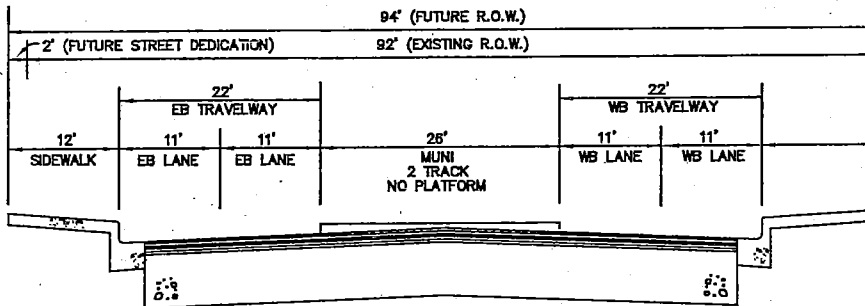 94' (FUTURE R.O.W.)
2' (FUTURE STREET DEDICATION)
92' (EXISTING R.O.W.)
22'
EB TRAVELWAY
22'
WB TRAVELWAY
12'
SIDEWALK
11'
EB LANE
11'
EB LANE
26'
MUNI
2 TRACK
NO PLATFORM
11'
WB LANE
11'
WB LANE